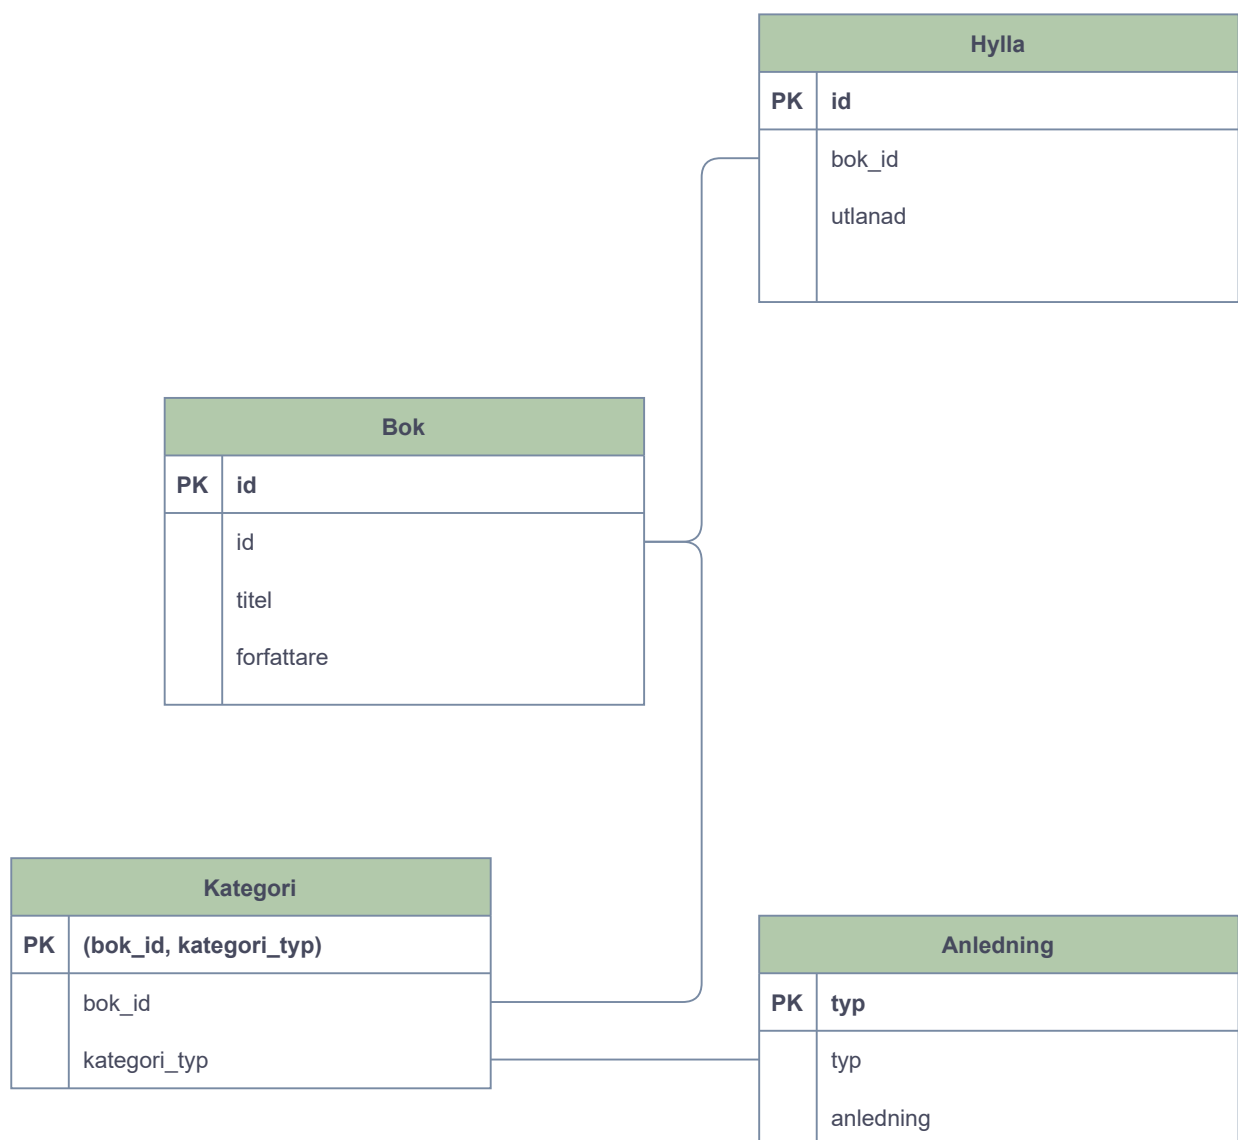 Hylla
PK id
bok_id
utlanad
Bok
PK id
id
titel
forfattare
Kategori
PK (bok_id, kategori_typ)
bok_id
kategori_typ
Anledning
PK typ
typ
anledning